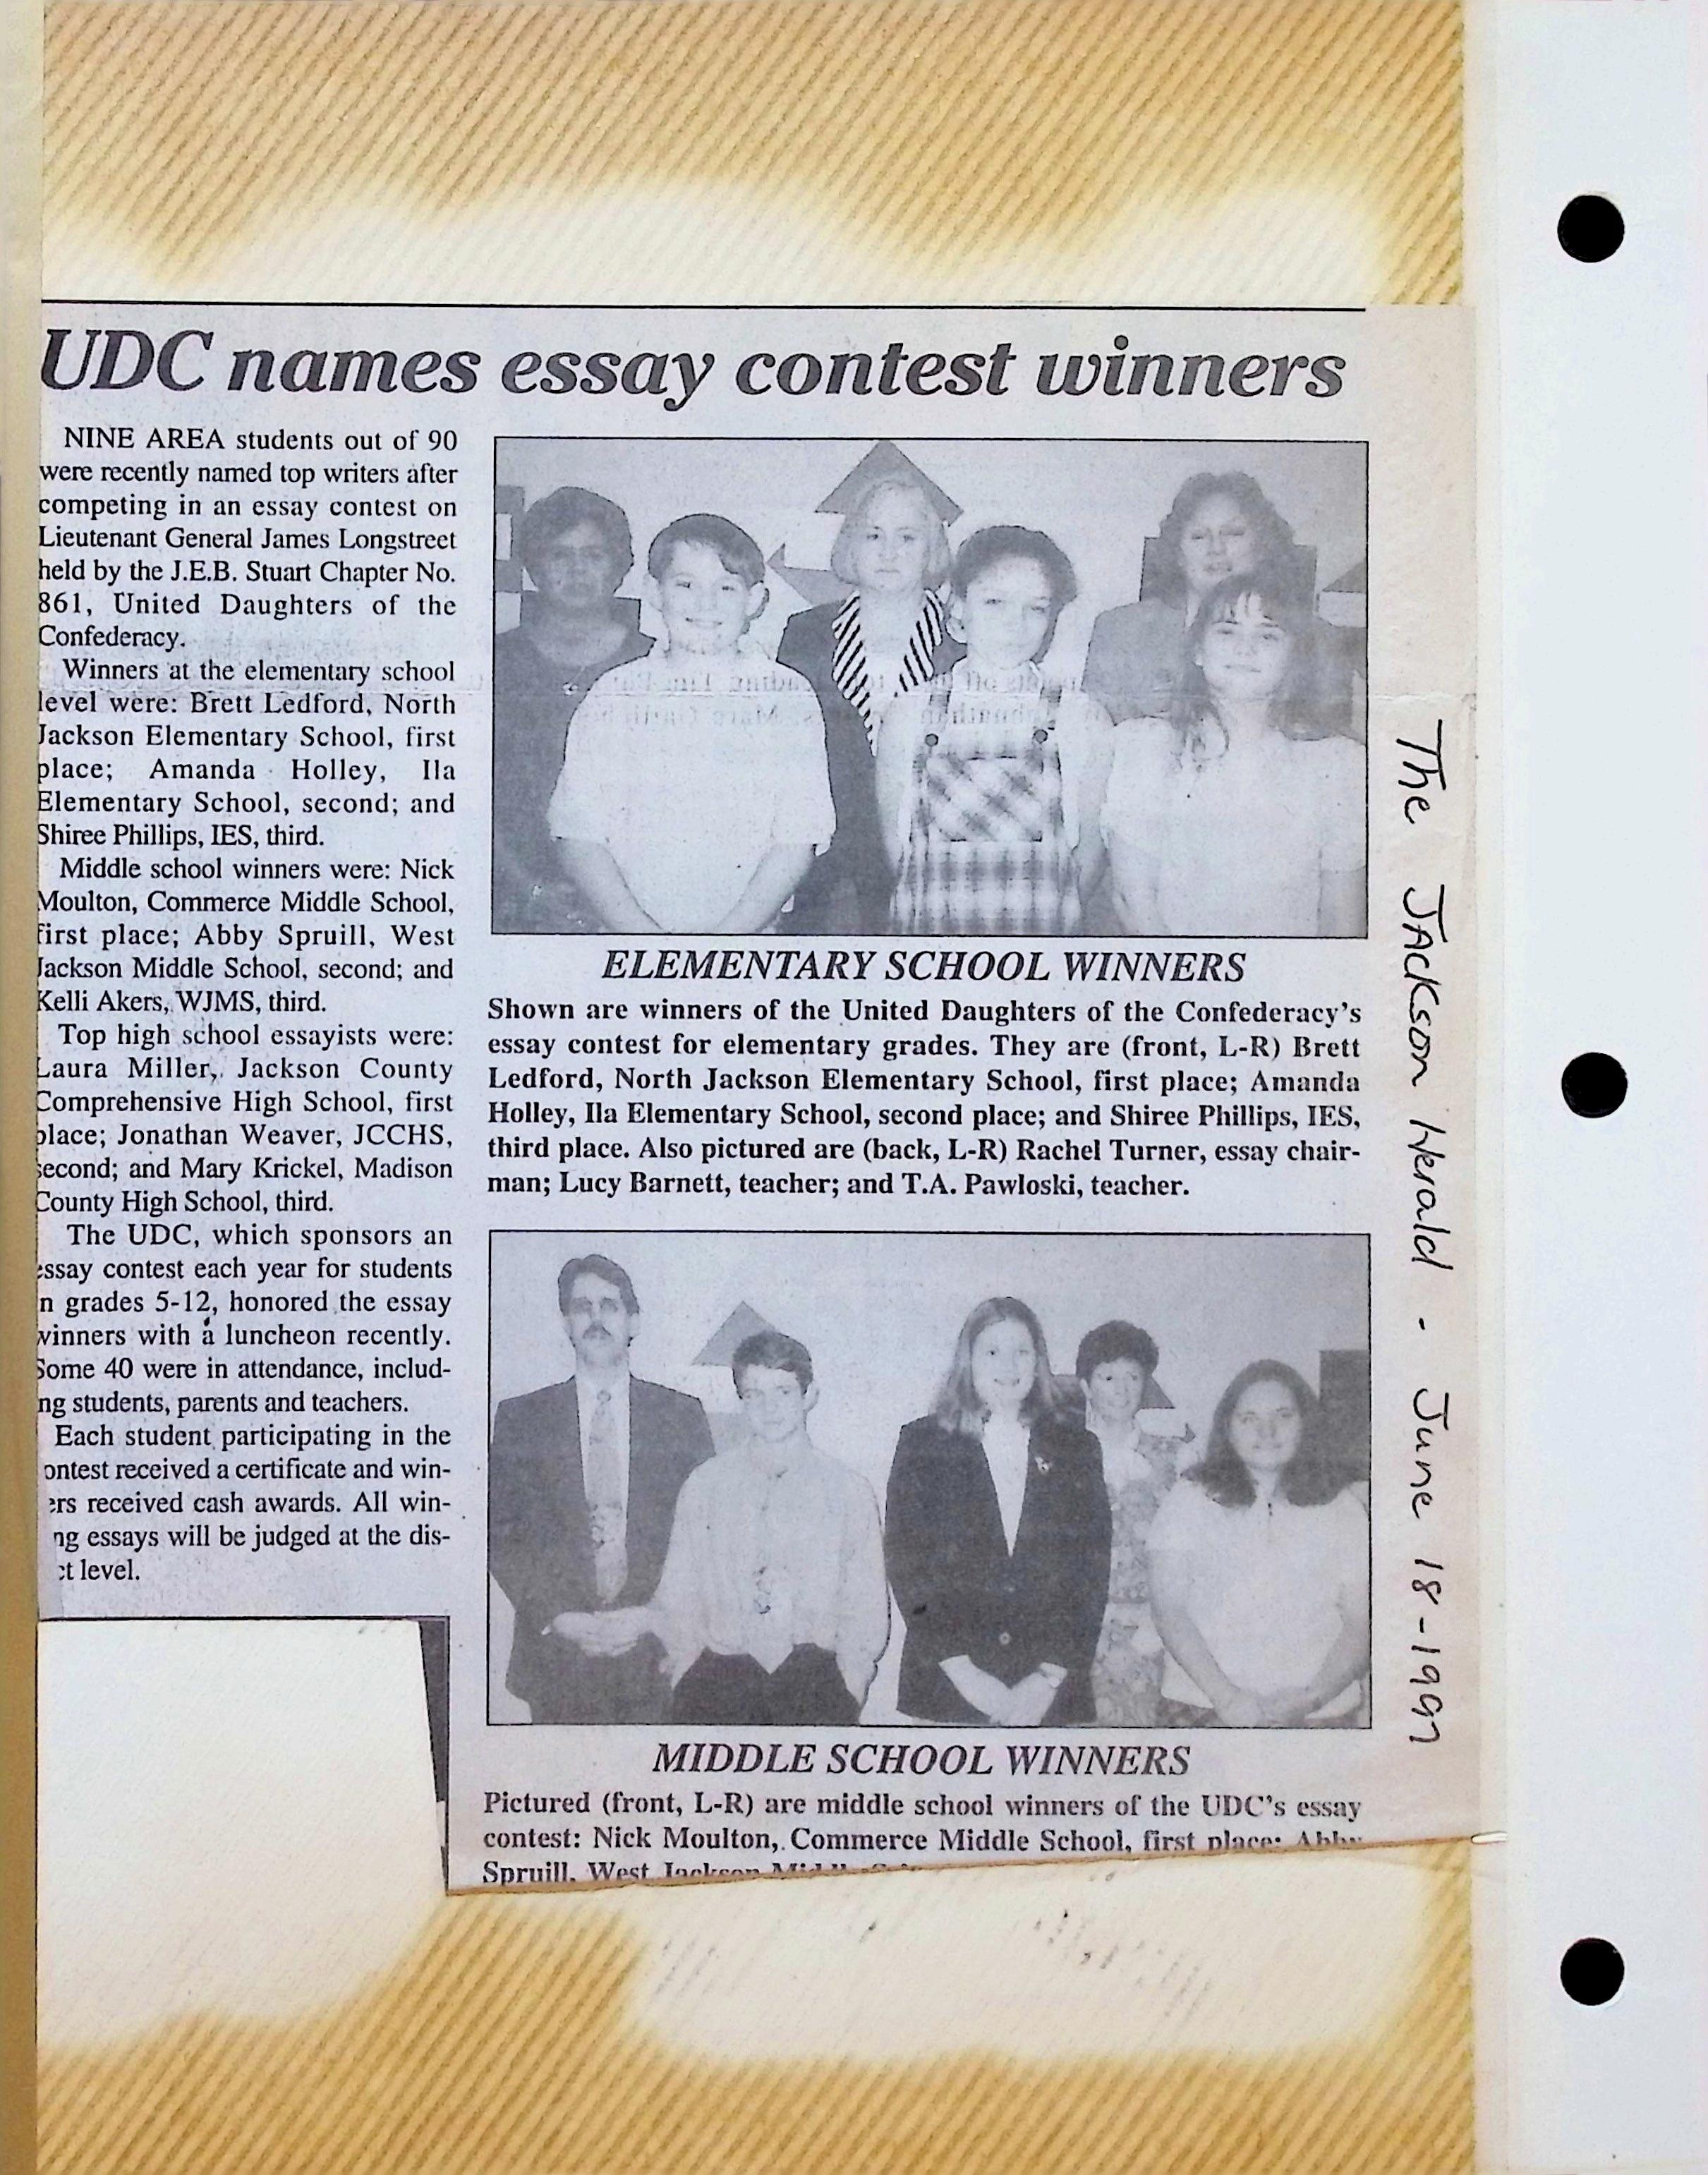 UDC names essay contest winners
NINE AREA students out of 90
were recently named top writers after
competing in an essay contest on
Lieutenant General James Longstreet
held by the J.E.B. Stuart Chapter No.
861, United Daughters of the
Confederacy.
Winners at the elementary school
level were: Brett Ledford, North
Jackson Elementary School, first
place; Amanda Holley, Ila
Elementary School, second; and
Shiree Phillips, IES, third.
Middle school winners were: Nick
Moulton, Commerce Middle School,
first place; Abby Spruill, West
Jackson Middle School, second; and
Kelli Akers, WJMS, third.
Top high school essayists were:
Laura Miller, Jackson County
Comprehensive High School, first
place; Jonathan Weaver, JCCHS,
second; and Mary Krickel, Madison
County High School, third.
The UDC, which sponsors an
essay contest each year for students
n grades 5-12, honored the essay
winners with a luncheon recently.
Some 40 were in attendance, includ-
ng students, parents and teachers.
Each student participating in the
ontest received a certificate and win-
ers received cash awards. All win-
ng essays will be judged at the dis-
ct level.
ELEMENTARY SCHOOL WINNERS
Shown are winners of the United Daughters of the Confederacy's
essay contest for elementary grades. They are (front, L-R) Brett
Ledford, North Jackson Elementary School, first place; Amanda
Holley, Ila Elementary School, second place; and Shiree Phillips, IES,
third place. Also pictured are (back, L-R) Rachel Turner, essay chair-
man; Lucy Barnett, teacher; and T.A. Pawloski, teacher.
MIDDLE SCHOOL WINNERS
Pictured (front, L-R) are middle school winners of the UDC's essay
contest: Nick Moulton, Commerce Middle School, first place; Abby
Spruill, West Jackson Middle
The Jackson Herald - June 18-1997